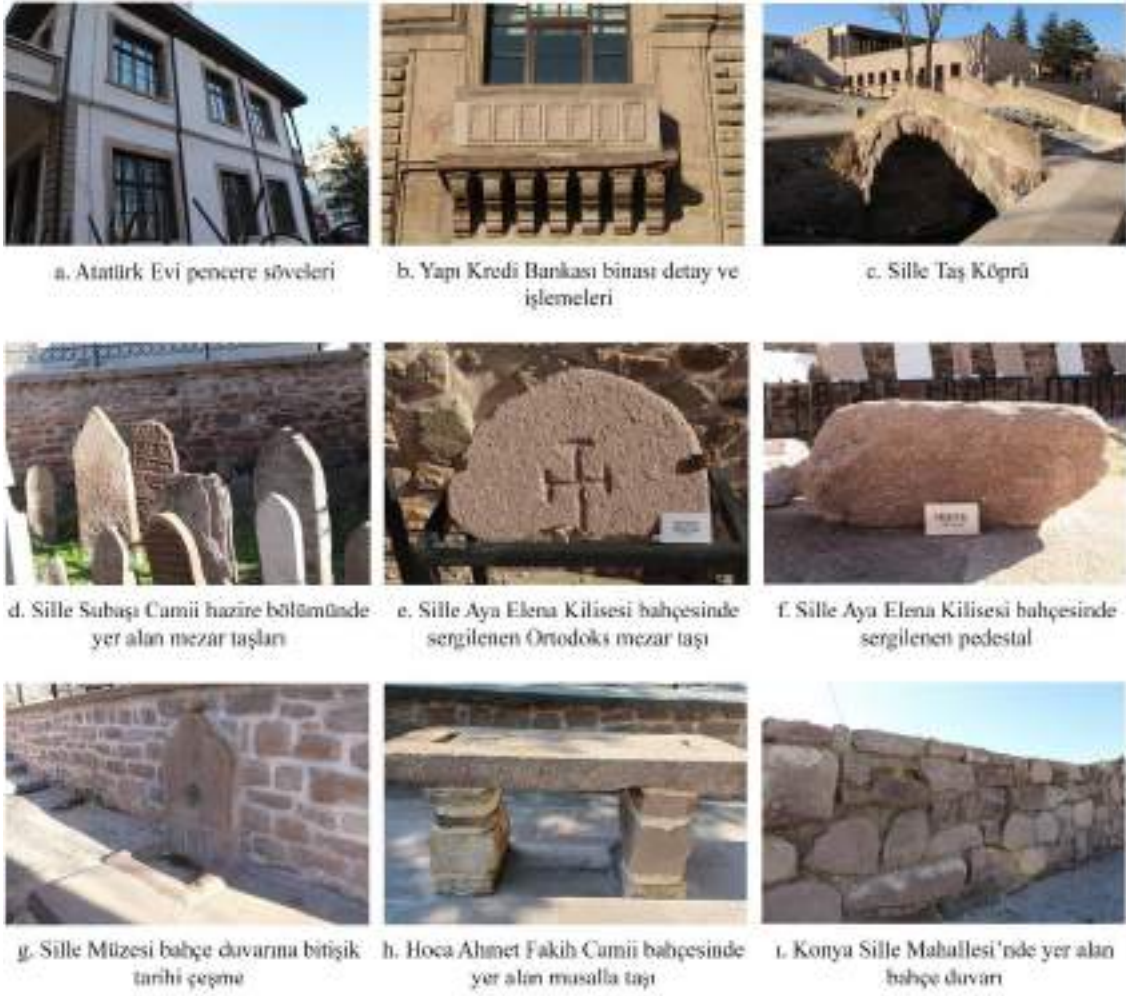 a. Atatürk Evi pencere söveleri
b. Yapı Kredi Bankası binası detay ve
işlemeleri
c. Sille Taş Köprü
d. Sille Subaşı Camii hazire bölümünde
yer alan mezar taşları
e. Sille Aya Elena Kilisesi bahçesinde
sergilenen Ortodoks mezar taşı
f. Sille Aya Elena Kilisesi bahçesinde
sergilenen pedestal
g. Sille Müzesi bahçe duvarına bitişik
tarihi çeşme
h. Hoca Ahmet Fakih Camii bahçesinde
yer alan musalla taşı
ı. Konya Sille Mahallesi'nde yer alan
bahçe duvarı